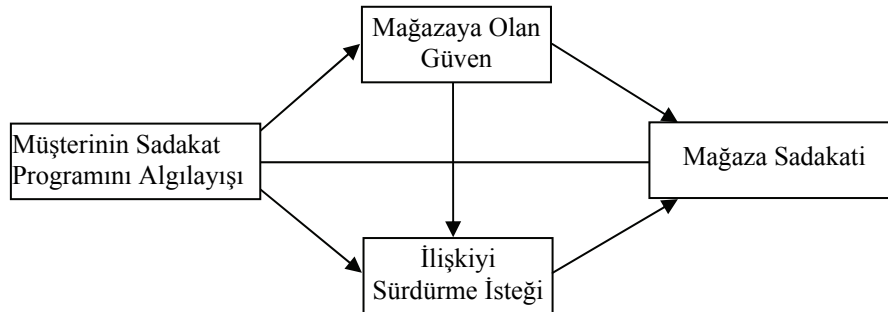 Mağazaya Olan
Güven
Müşterinin Sadakat
Programını Algılayışı
Mağaza Sadakati
İlişkiyi
Sürdürme İsteği